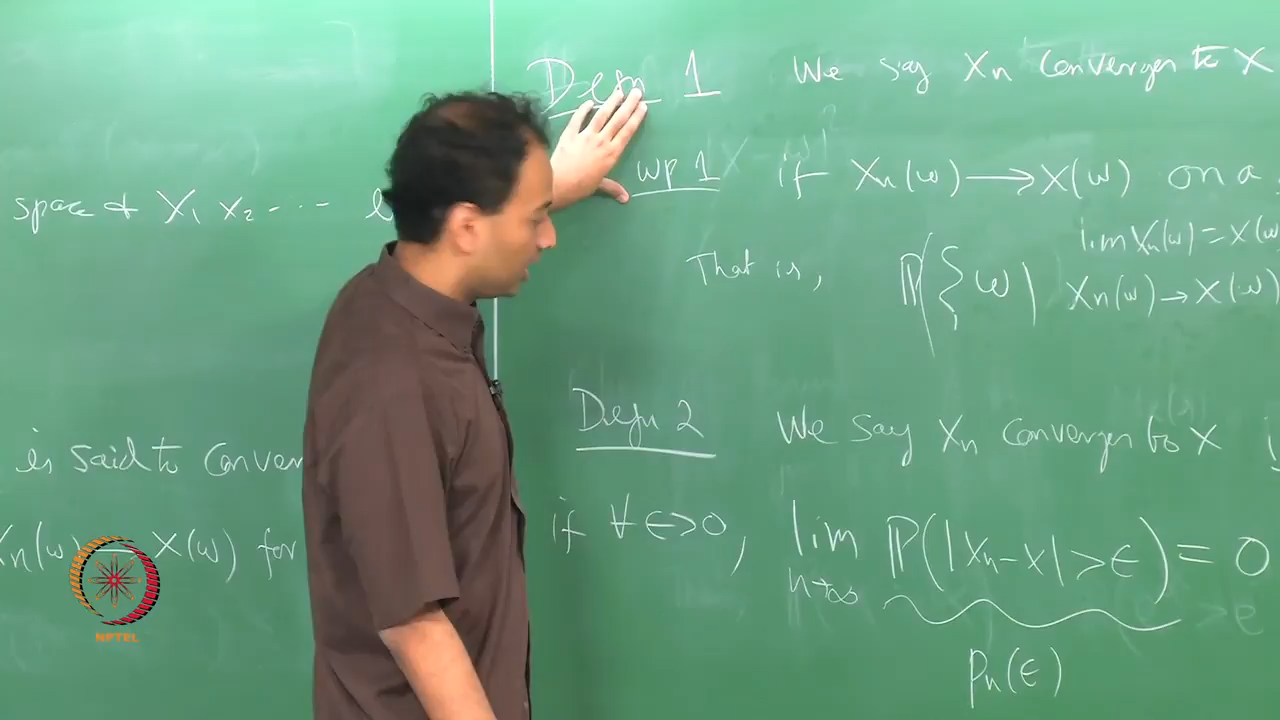 space & X₁ X₂ ---
is said to Conver
Xn(ω) → X(ω) for
NPTEL
Defn 1 We say Xn Converges to X
wp 1 if Xn(ω) → X(ω) on a
That is, ℙ({ω | Xn(ω) → X(ω)
lim Xn(ω) = X(ω
Defn 2 We say Xn Converges to X
if ∀ ϵ>0, lim n→∞ ℙ(|Xn-X| > ϵ) = 0
pn(ϵ)